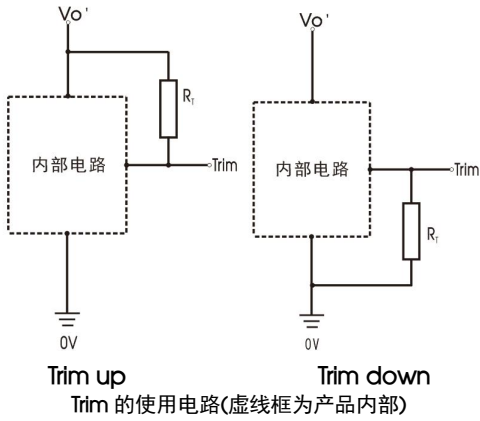 Vo'
RT
内部电路
Trim
0V
Trim up
Vo'
内部电路
Trim
RT
0V
Trim down
Trim 的使用电路(虚线框为产品内部)